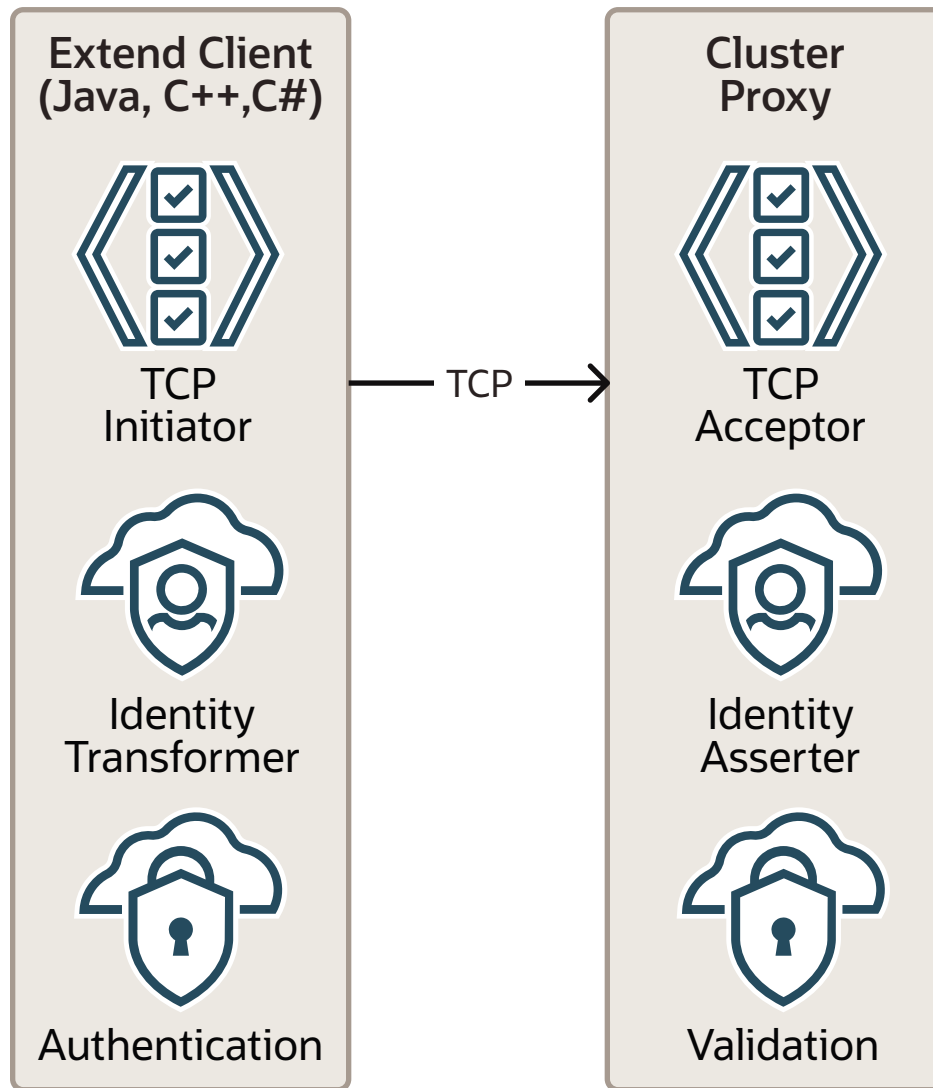 Extend Client
(Java, C++,C#)
TCP
Initiator
Identity
Transformer
Authentication
TCP
Cluster
Proxy
TCP
Acceptor
Identity
Asserter
Validation